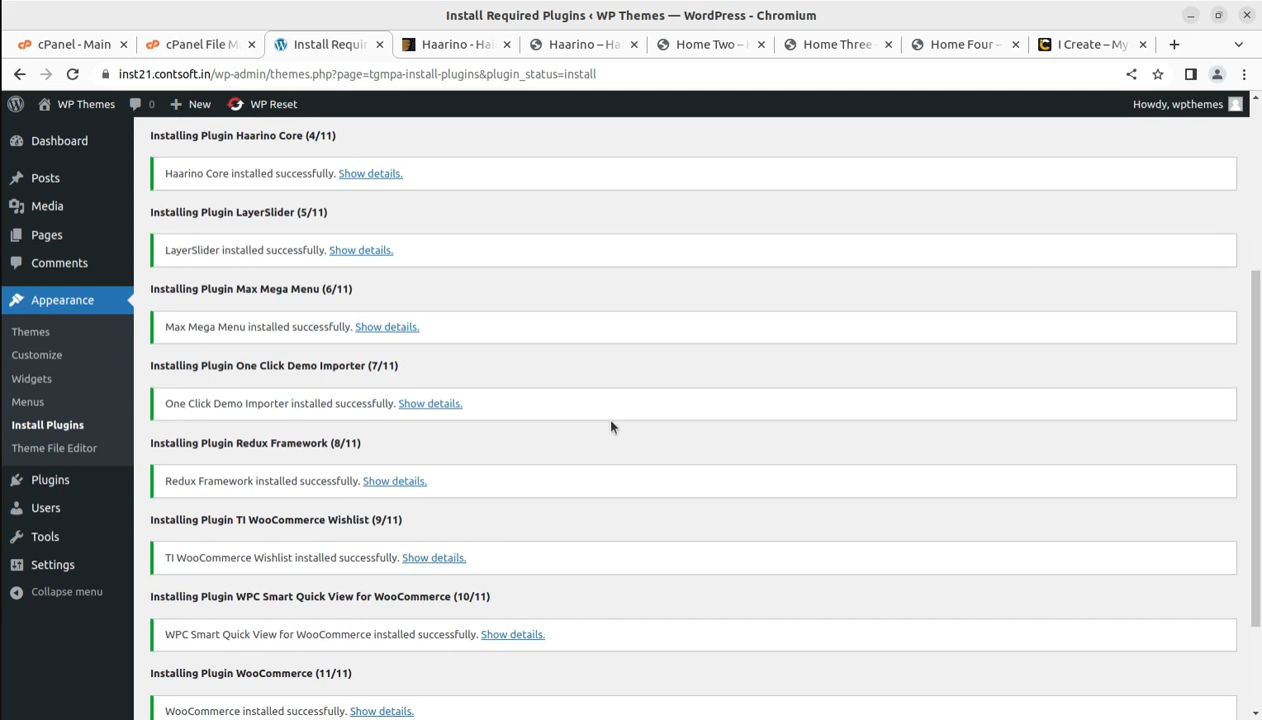 Install Required Plugins ‹ WP Themes — WordPress - Chromium
cPanel - Main
cPanel File M
Install Requir
Haarino - Hai
Haarino – Ha
Home Two –
Home Three
Home Four –
I Create – My
inst21.contsoft.in/wp-admin/themes.php?page=tgmpa-install-plugins&plugin_status=install
WP Themes
0
New
WP Reset
Howdy, wpthemes
Dashboard
Posts
Media
Pages
Comments
Appearance
Themes
Customize
Widgets
Menus
Install Plugins
Theme File Editor
Plugins
Users
Tools
Settings
Collapse menu
Installing Plugin Haarino Core (4/11)
Haarino Core installed successfully. Show details.
Installing Plugin LayerSlider (5/11)
LayerSlider installed successfully. Show details.
Installing Plugin Max Mega Menu (6/11)
Max Mega Menu installed successfully. Show details.
Installing Plugin One Click Demo Importer (7/11)
One Click Demo Importer installed successfully. Show details.
Installing Plugin Redux Framework (8/11)
Redux Framework installed successfully. Show details.
Installing Plugin TI WooCommerce Wishlist (9/11)
TI WooCommerce Wishlist installed successfully. Show details.
Installing Plugin WPC Smart Quick View for WooCommerce (10/11)
WPC Smart Quick View for WooCommerce installed successfully. Show details.
Installing Plugin WooCommerce (11/11)
WooCommerce installed successfully. Show details.